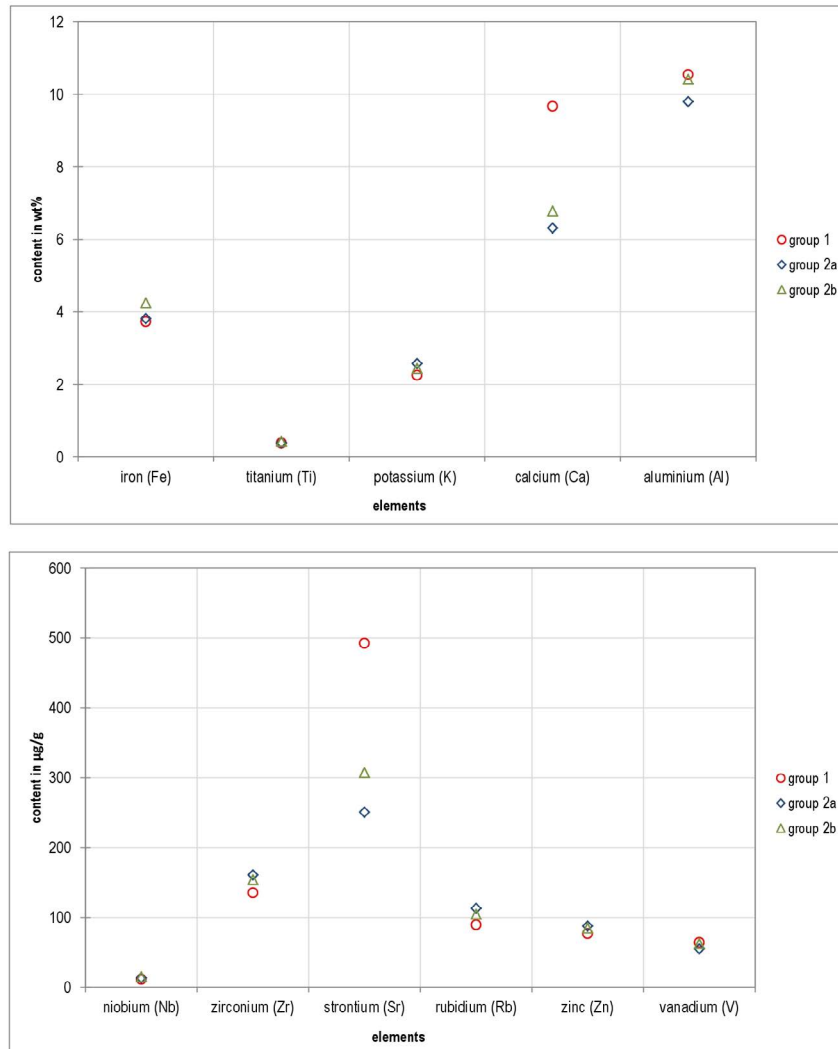 12
10
8
6
4
2
0
content in wt%
iron (Fe) titanium (Ti) potassium (K) calcium (Ca) aluminium (Al)
elements
group 1
group 2a
group 2b
600
500
400
300
200
100
0
content in µg/g
niobium (Nb) zirconium (Zr) strontium (Sr) rubidium (Rb) zinc (Zn) vanadium (V)
elements
group 1
group 2a
group 2b